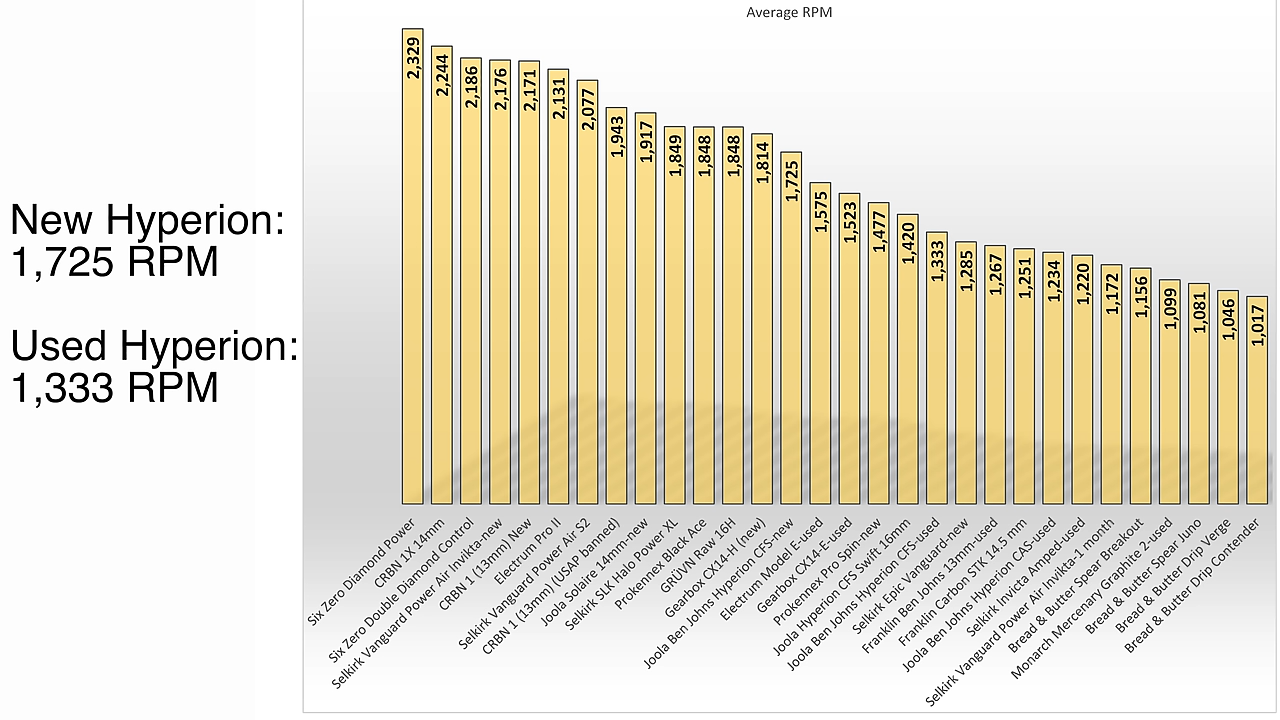 Average RPM
New Hyperion:
1,725 RPM
Used Hyperion:
1,333 RPM
2,329
2,244
2,186
2,176
2,171
2,131
2,077
1,943
1,917
1,849
1,848
1,848
1,814
1,725
1,575
1,523
1,477
1,420
1,333
1,285
1,267
1,251
1,234
1,220
1,172
1,156
1,099
1,081
1,046
1,017
Six Zero Diamond Power
CRBN 1X 14mm
Six Zero Double Diamond Control
Selkirk Vanguard Power Air Invikta-new
CRBN 1 (13mm) New
Electrum Pro II
Selkirk Vanguard Power Air S2
CRBN 1 (13mm) (USAP banned)
Joola Solaire 14mm-new
Selkirk SLK Halo Power XL
Prokennex Black Ace
GRÜVN Raw 16H
Gearbox CX14-H (new)
Joola Ben Johns Hyperion CFS-new
Electrum Model E-used
Gearbox CX14-E-used
Prokennex Pro Spin-new
Joola Hyperion CFS Swift 16mm
Joola Ben Johns Hyperion CFS-used
Selkirk Epic Vanguard-new
Franklin Ben Johns 13mm-used
Franklin Carbon STK 14.5 mm
Joola Ben Johns Hyperion CAS-used
Selkirk Invicta Amped-used
Selkirk Vanguard Power Air Invikta-1 month
Bread & Butter Spear Breakout
Monarch Mercenary Graphite 2-used
Bread & Butter Spear Juno
Bread & Butter Drip Verge
Bread & Butter Drip Contender